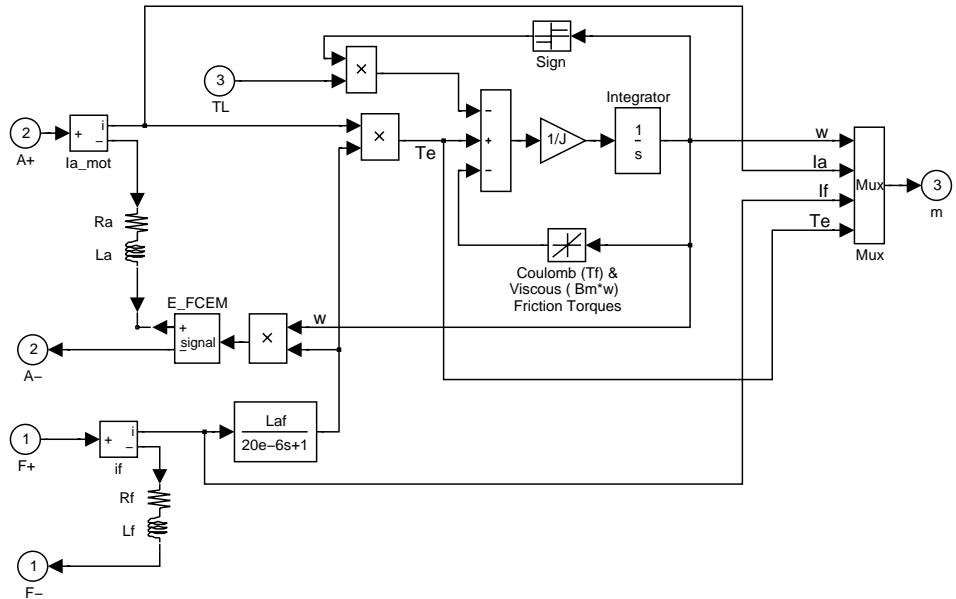 Sign
×
3
TL
Integrator
2
A+
+
i
−
Ia_mot
×
Te
−
+
−
1/J
1
s
w
Ia
If
Te
Mux
Mux
3
m
Ra
La
Coulomb (Tf) &
Viscous ( Bm*w)
Friction Torques
E_FCEM
+
signal
−
×
w
2
A−
1
F+
+
i
−
if
Laf
20e−6s+1
Rf
Lf
1
F−